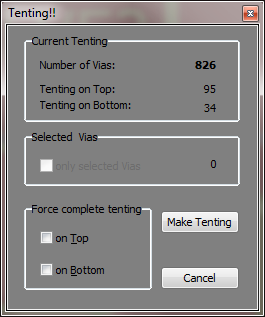 Tenting!!
Current Tenting
Number of Vias: 826
Tenting on Top: 95
Tenting on Bottom: 34
Selected Vias
only selected Vias 0
Force complete tenting
on Top
Make Tenting
on Bottom
Cancel